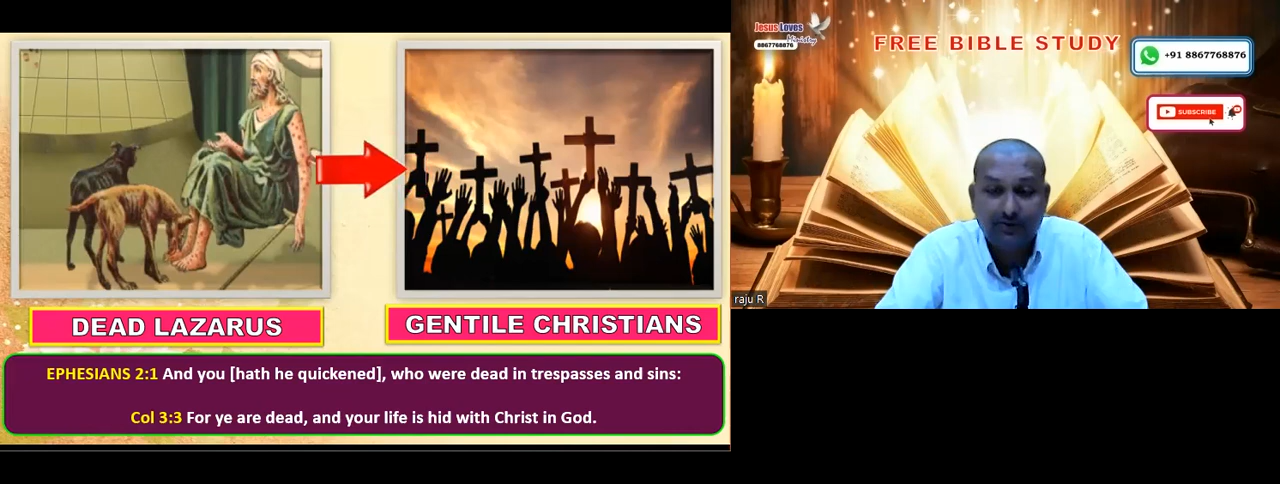 DEAD LAZARUS
GENTILE CHRISTIANS
EPHESIANS 2:1 And you [hath he quickened], who were dead in trespasses and sins:
Col 3:3 For ye are dead, and your life is hid with Christ in God.
Jesus Loves
Ministry
8867768876
FREE BIBLE STUDY
+91 8867768876
SUBSCRIBE
raju R